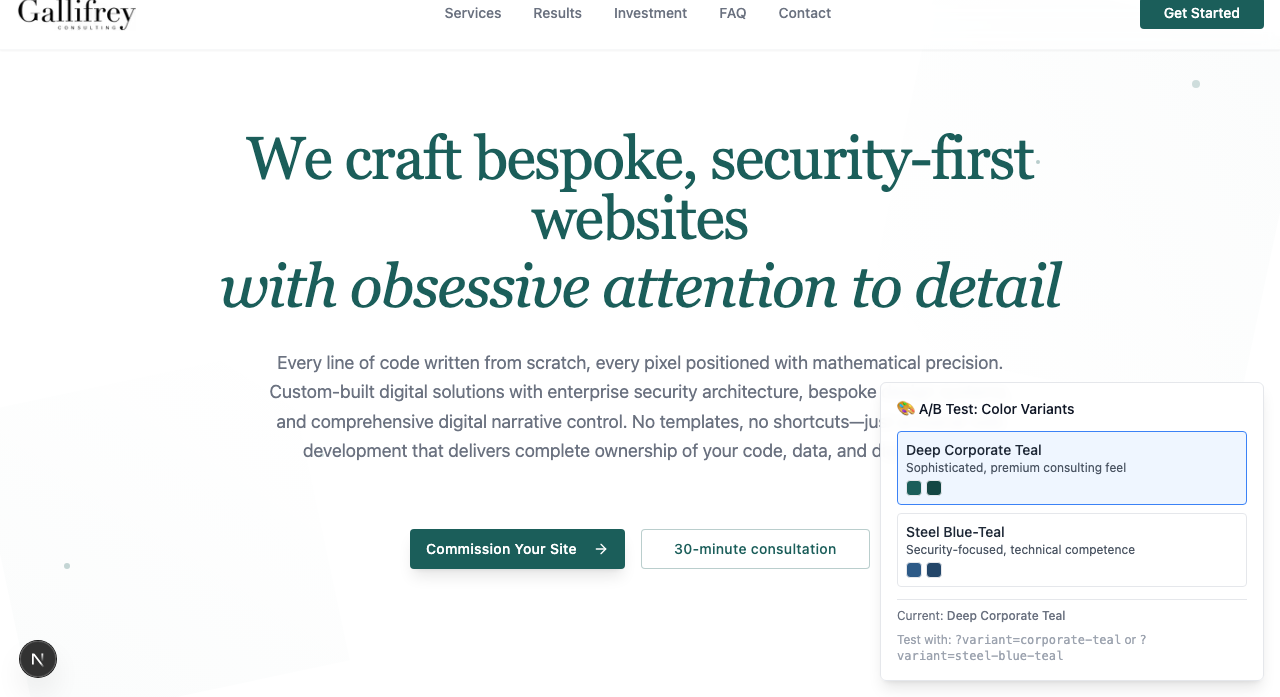 Gallifrey
CONSULTING
Services Results Investment FAQ Contact
Get Started
We craft bespoke, security-first
websites
with obsessive attention to detail
Every line of code written from scratch, every pixel positioned with mathematical precision.
Custom-built digital solutions with enterprise security architecture, bespoke
and comprehensive digital narrative control. No templates, no shortcuts—
development that delivers complete ownership of your code, data, and
Commission Your Site →
30-minute consultation
🎨 A/B Test: Color Variants
Deep Corporate Teal
Sophisticated, premium consulting feel
Steel Blue-Teal
Security-focused, technical competence
Current: Deep Corporate Teal
Test with: ?variant=corporate-teal or ?
variant=steel-blue-teal
N